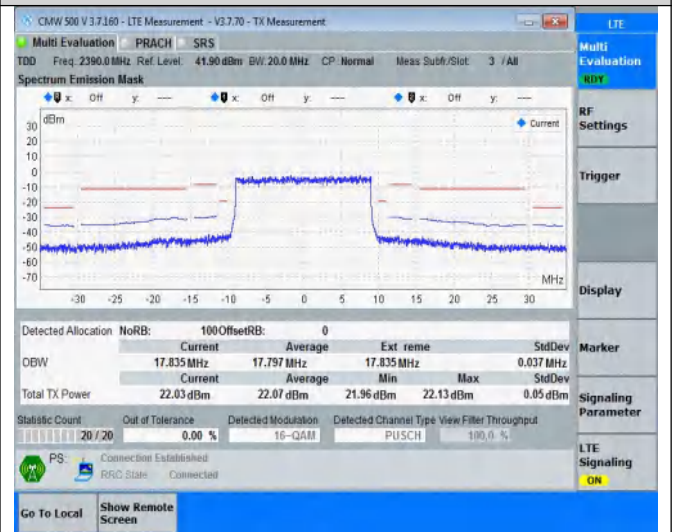 CMW 500 V 3.7.160 - LTE Measurement - V3.7.70 - TX Measurement
LTE
Multi Evaluation PRACH SRS
Multi Evaluation
RDY
TDD Freq. 2390.0 MHz Ref. Level: 41.90 dBm BW: 20.0 MHz CP: Normal Meas Subfr./Slot: 3 / All
Spectrum Emission Mask
x: Off y: --- x: Off y: --- x: Off y: ---
dBm
Current
RF Settings
30
20
10
0
-10
-20
-30
-40
-50
-60
-70
Trigger
MHz
-30 -25 -20 -15 -10 -5 0 5 10 15 20 25 30
Display
Detected Allocation NoRB: 100 OffsetRB: 0
Current Average Ext reme StdDev
OBW 17.835 MHz 17.797 MHz 17.835 MHz 0.037 MHz
Current Average Min Max StdDev
Total TX Power 22.03 dBm 22.07 dBm 21.96 dBm 22.13 dBm 0.05 dBm
Marker
Signaling Parameter
Statistic Count Out of Tolerance Detected Modulation Detected Channel Type View Filter Throughput
20 / 20 0.00 % 16-QAM PUSCH 100.0 %
PS: Connection Established
RRC State Connected
LTE Signaling
ON
Go To Local
Show Remote Screen